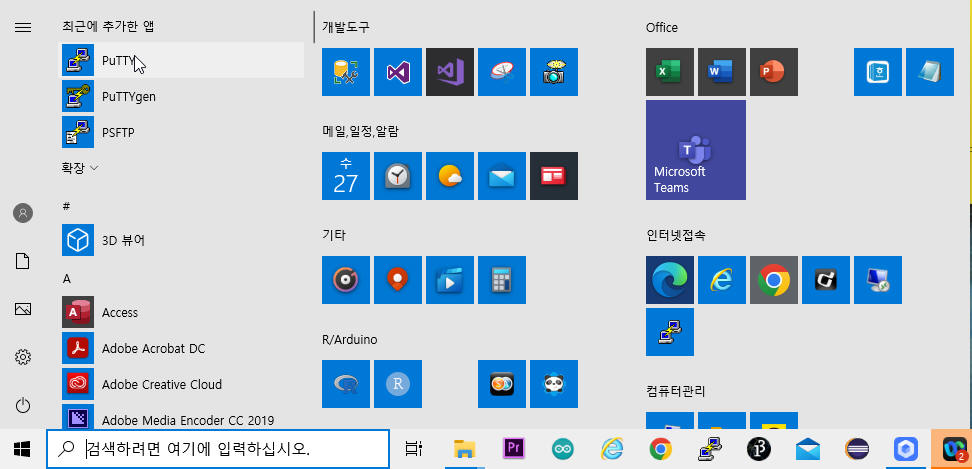 최근에 추가한 앱
PuTTY
PuTTYgen
PSFTP
확장
#
3D 뷰어
A
Access
Adobe Acrobat DC
Adobe Creative Cloud
Adobe Media Encoder CC 2019
개발도구
메일,일정,알람
수
27
기타
R/Arduino
R
R
Office
X
W
P
T
Microsoft
Teams
인터넷접속
컴퓨터관리
검색하려면 여기에 입력하십시오.
Pr
2